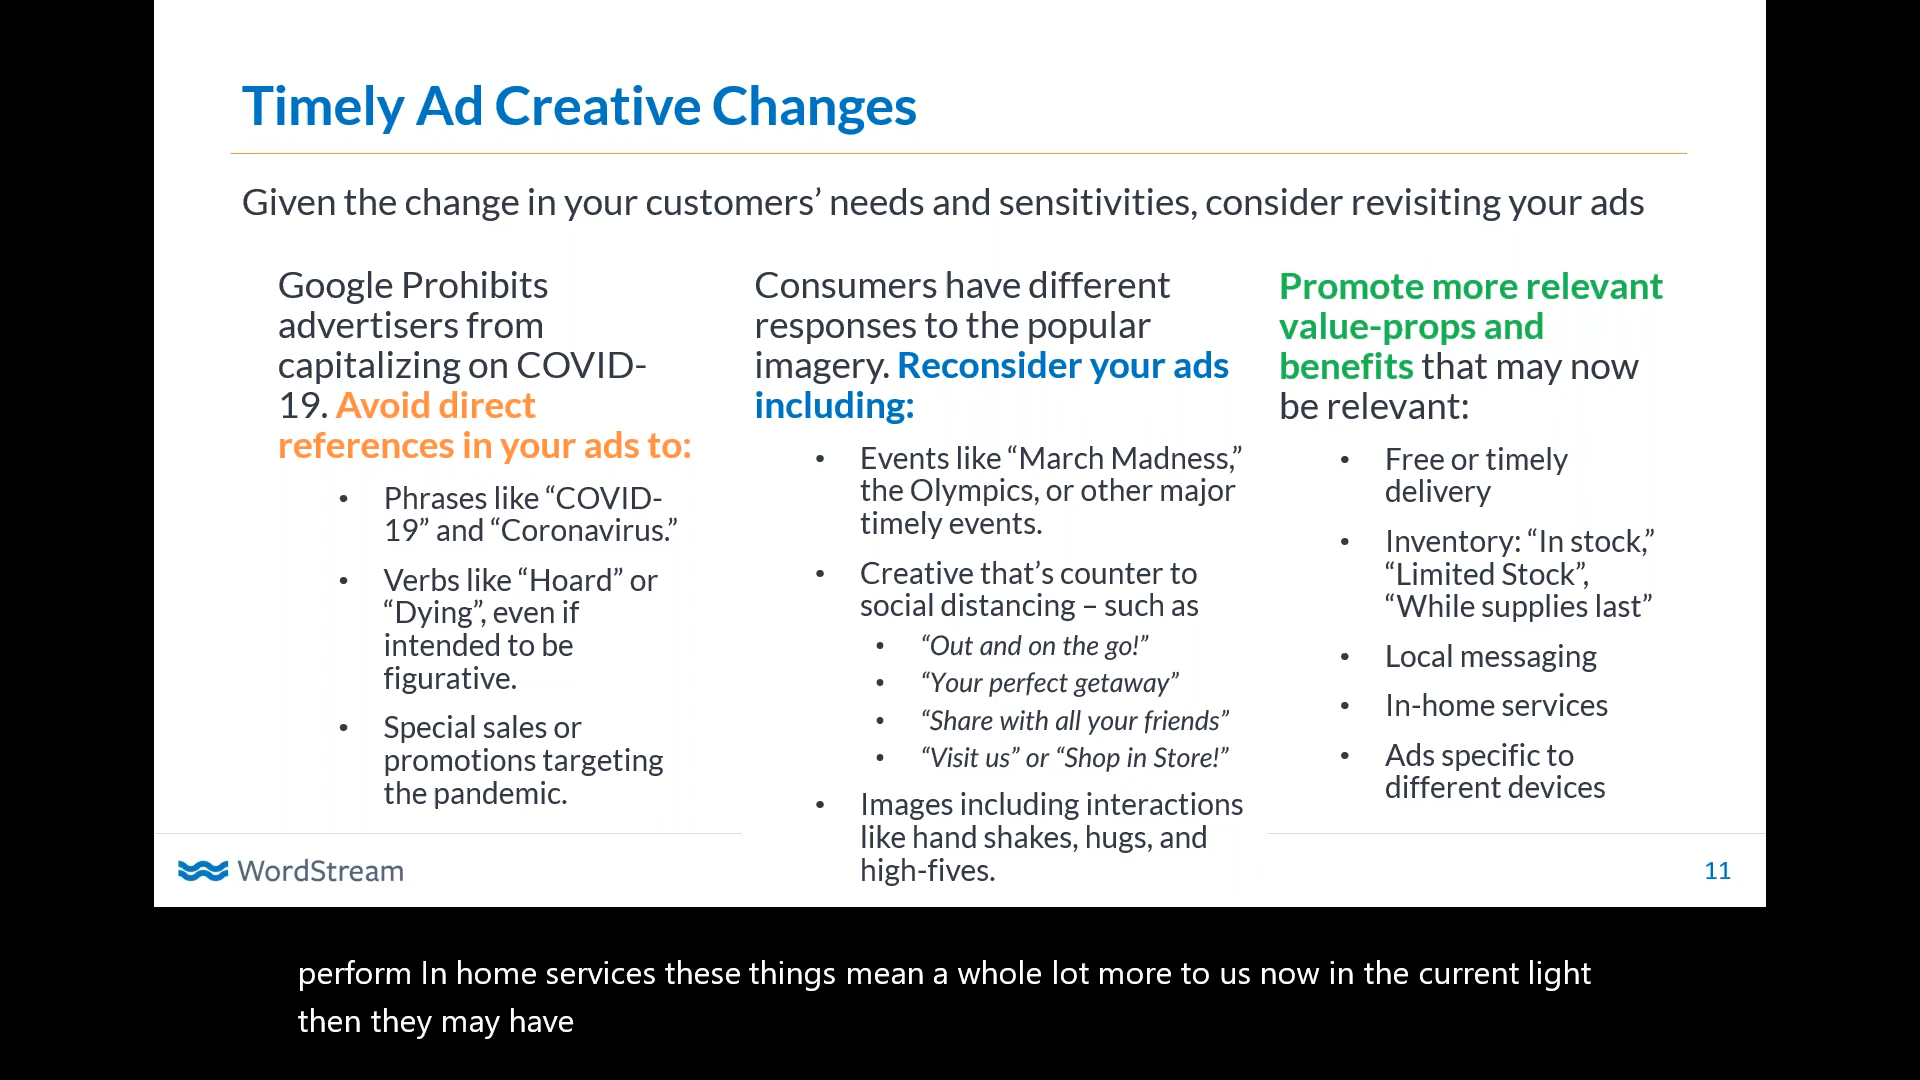 Timely Ad Creative Changes
Given the change in your customers’ needs and sensitivities, consider revisiting your ads
Google Prohibits
advertisers from
capitalizing on COVID-
19. Avoid direct
references in your ads to:
• Phrases like “COVID-
19” and “Coronavirus.”
• Verbs like “Hoard” or
“Dying”, even if
intended to be
figurative.
• Special sales or
promotions targeting
the pandemic.
Consumers have different
responses to the popular
imagery. Reconsider your ads
including:
• Events like “March Madness,”
the Olympics, or other major
timely events.
• Creative that’s counter to
social distancing – such as
• “Out and on the go!”
• “Your perfect getaway”
• “Share with all your friends”
• “Visit us” or “Shop in Store!”
• Images including interactions
like hand shakes, hugs, and
high-fives.
Promote more relevant
value-props and
benefits that may now
be relevant:
• Free or timely
delivery
• Inventory: “In stock,”
“Limited Stock”,
“While supplies last”
• Local messaging
• In-home services
• Ads specific to
different devices
WordStream
11
perform In home services these things mean a whole lot more to us now in the current light
then they may have